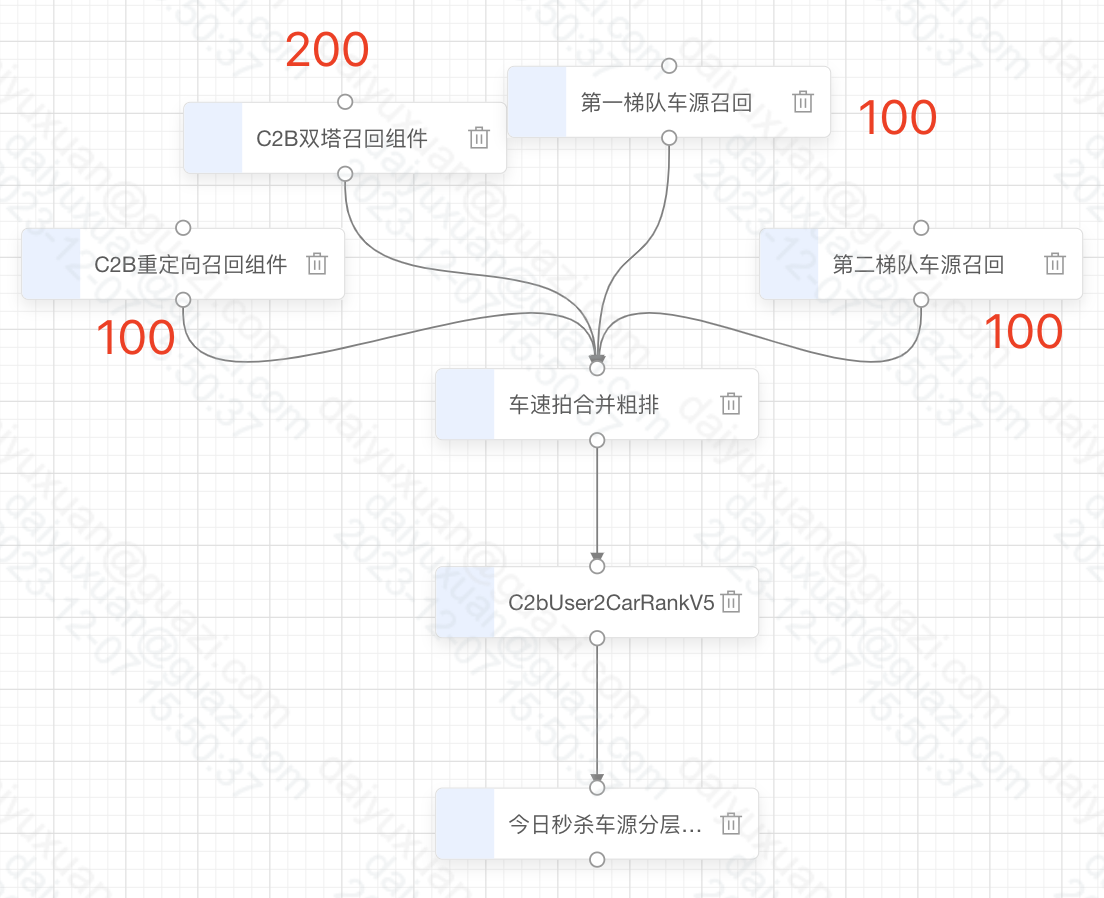 200
第一梯队车源召回
100
C2B双塔召回组件
C2B重定向召回组件
第二梯队车源召回
100
100
车速拍合并粗排
C2bUser2CarRankV5
今日秒杀车源分层...
daiyuxuan@guazi.com
2023-12-07
15:50:37